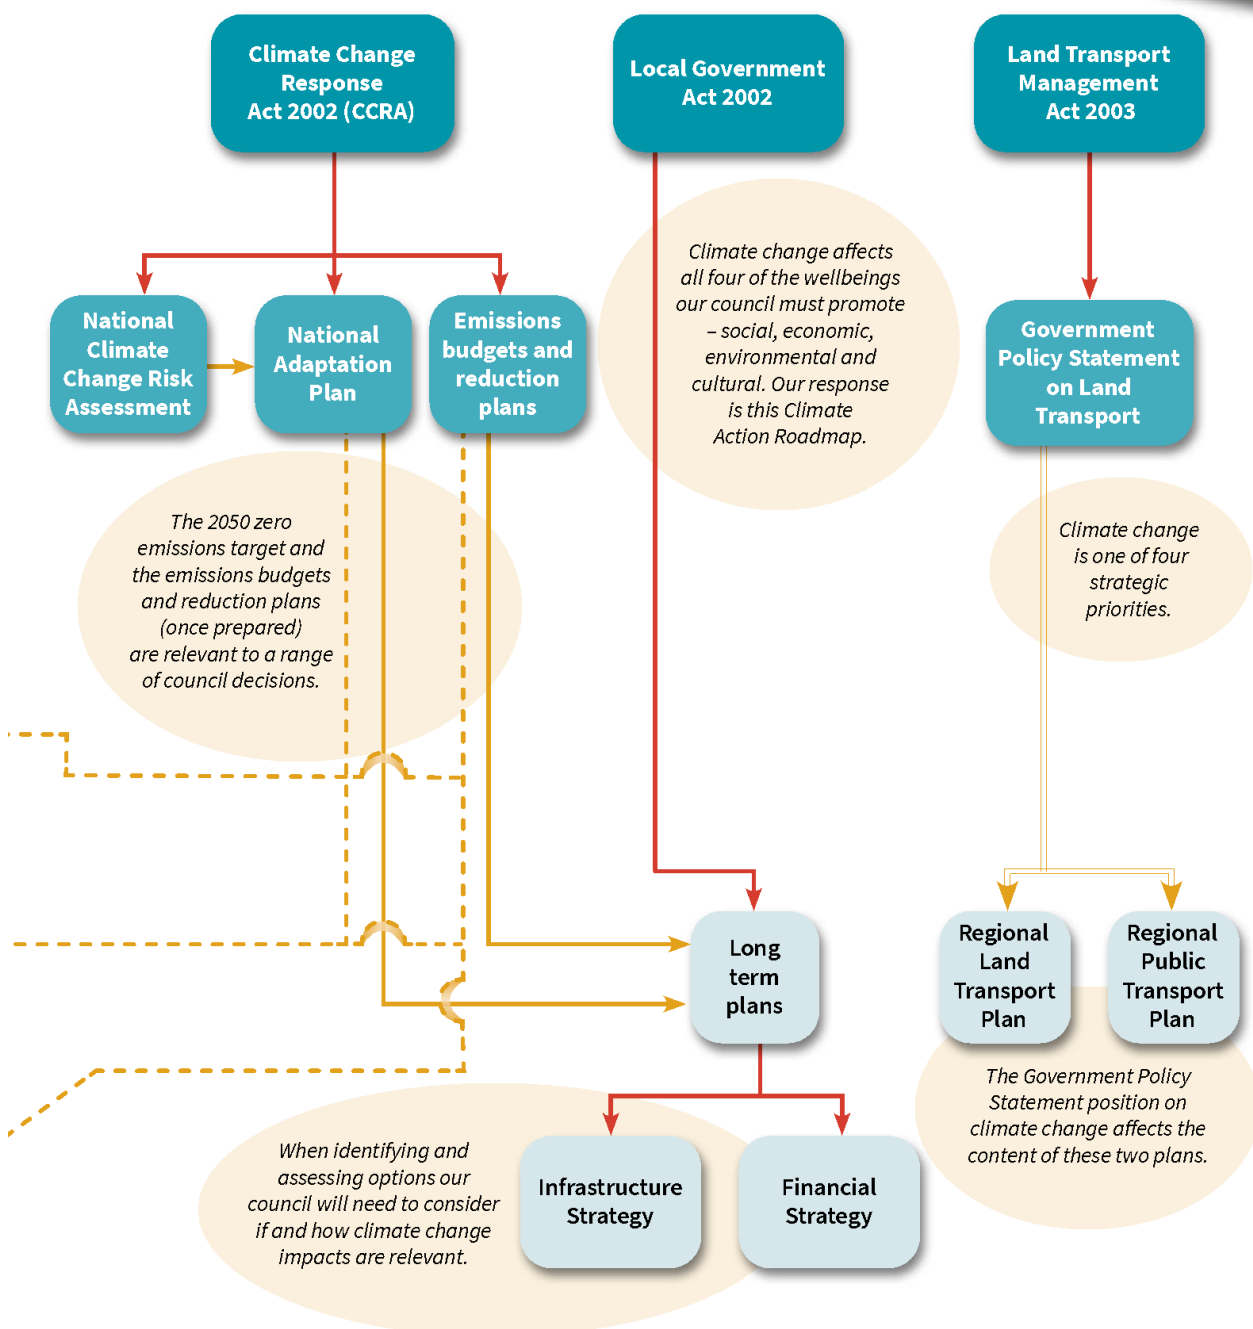 Climate Change
Response
Act 2002 (CCRA)
Local Government
Act 2002
Land Transport
Management
Act 2003
Climate change affects
all four of the wellbeings
our council must promote
– social, economic,
environmental and
cultural. Our response
is this Climate
Action Roadmap.
National
Climate
Change Risk
Assessment
National
Adaptation
Plan
Emissions
budgets and
reduction
plans
Government
Policy Statement
on Land
Transport
The 2050 zero
emissions target and
the emissions budgets
and reduction plans
(once prepared)
are relevant to a range
of council decisions.
Climate change
is one of four
strategic
priorities.
Long
term
plans
Regional
Land
Transport
Plan
Regional
Public
Transport
Plan
The Government Policy
Statement position on
climate change affects the
content of these two plans.
When identifying and
assessing options our
council will need to consider
if and how climate change
impacts are relevant.
Infrastructure
Strategy
Financial
Strategy